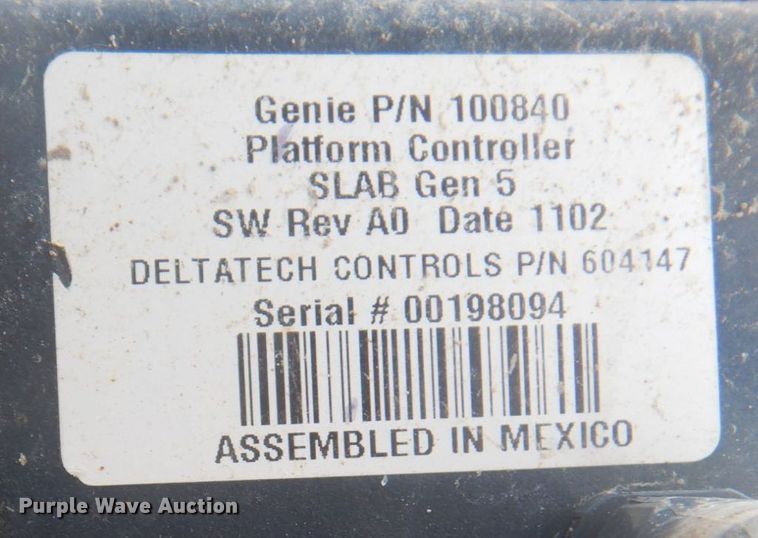 Genie P/N 100840
Platform Controller
SLAB Gen 5
SW Rev A0 Date 1102
DELTATECH CONTROLS P/N 604147
Serial # 00198094
ASSEMBLED IN MEXICO
Purple Wave Auction